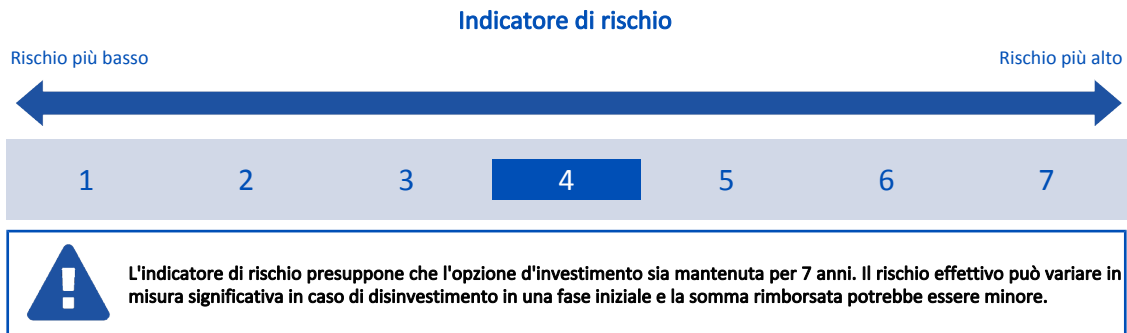 Indicatore di rischio
Rischio più basso
Rischio più alto
1 2 3 4 5 6 7
L'indicatore di rischio presuppone che l'opzione d'investimento sia mantenuta per 7 anni. Il rischio effettivo può variare in
misura significativa in caso di disinvestimento in una fase iniziale e la somma rimborsata potrebbe essere minore.